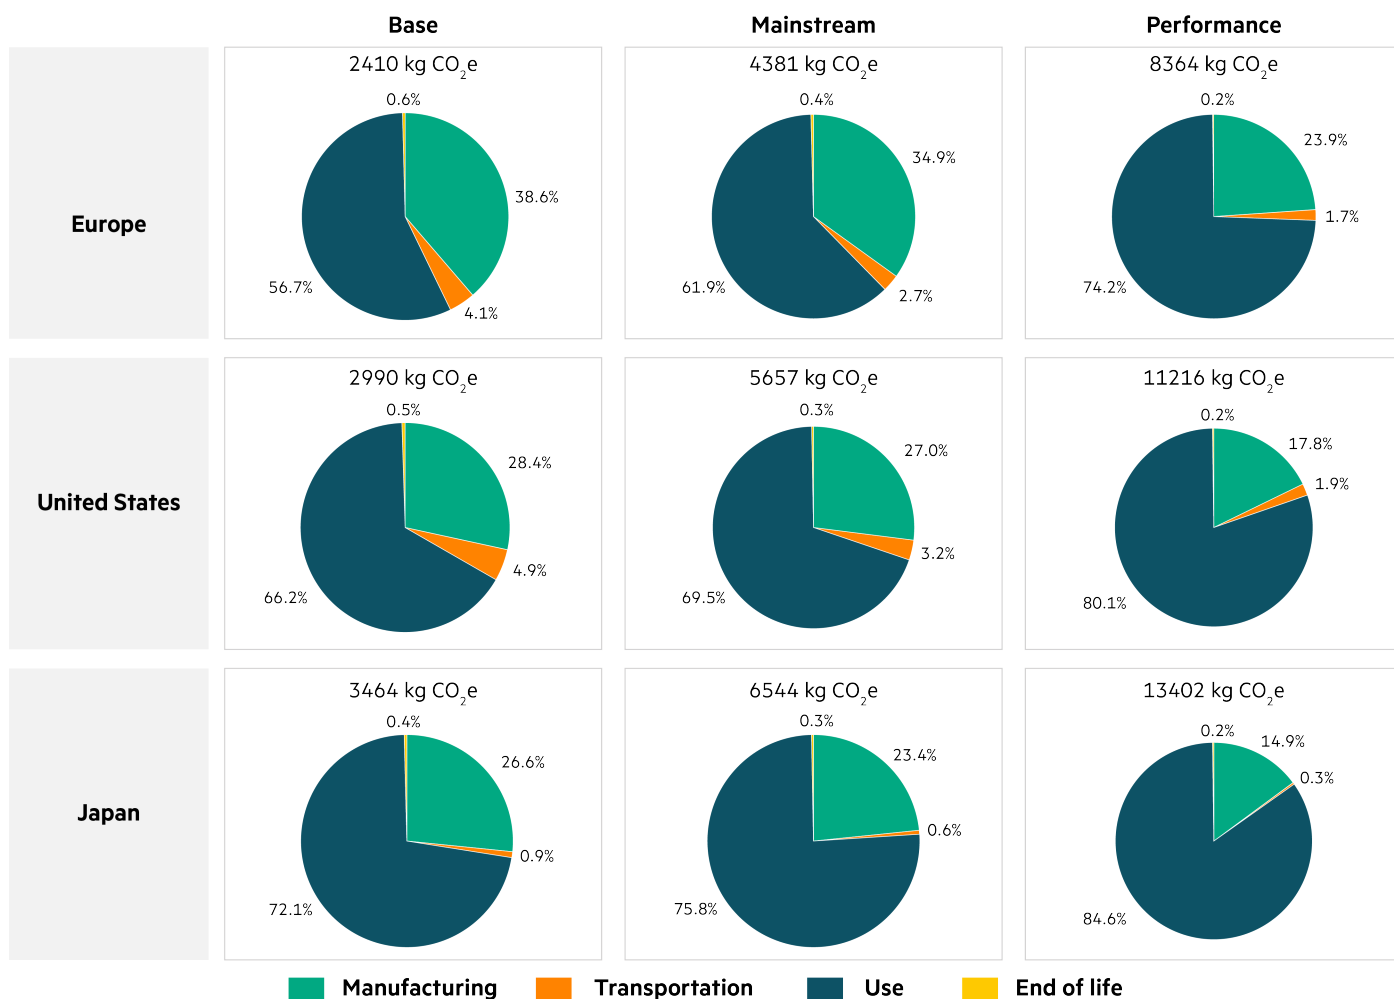 Base Mainstream Performance
Europe
2410 kg CO2e
0.6%
38.6%
56.7%
4.1%
4381 kg CO2e
0.4%
34.9%
61.9%
2.7%
8364 kg CO2e
0.2%
23.9%
1.7%
74.2%
United States
2990 kg CO2e
0.5%
28.4%
4.9%
66.2%
5657 kg CO2e
0.3%
27.0%
3.2%
69.5%
11216 kg CO2e
0.2%
17.8%
1.9%
80.1%
Japan
3464 kg CO2e
0.4%
26.6%
0.9%
72.1%
6544 kg CO2e
0.3%
23.4%
0.6%
75.8%
13402 kg CO2e
0.2%
14.9%
0.3%
84.6%
Manufacturing Transportation Use End of life